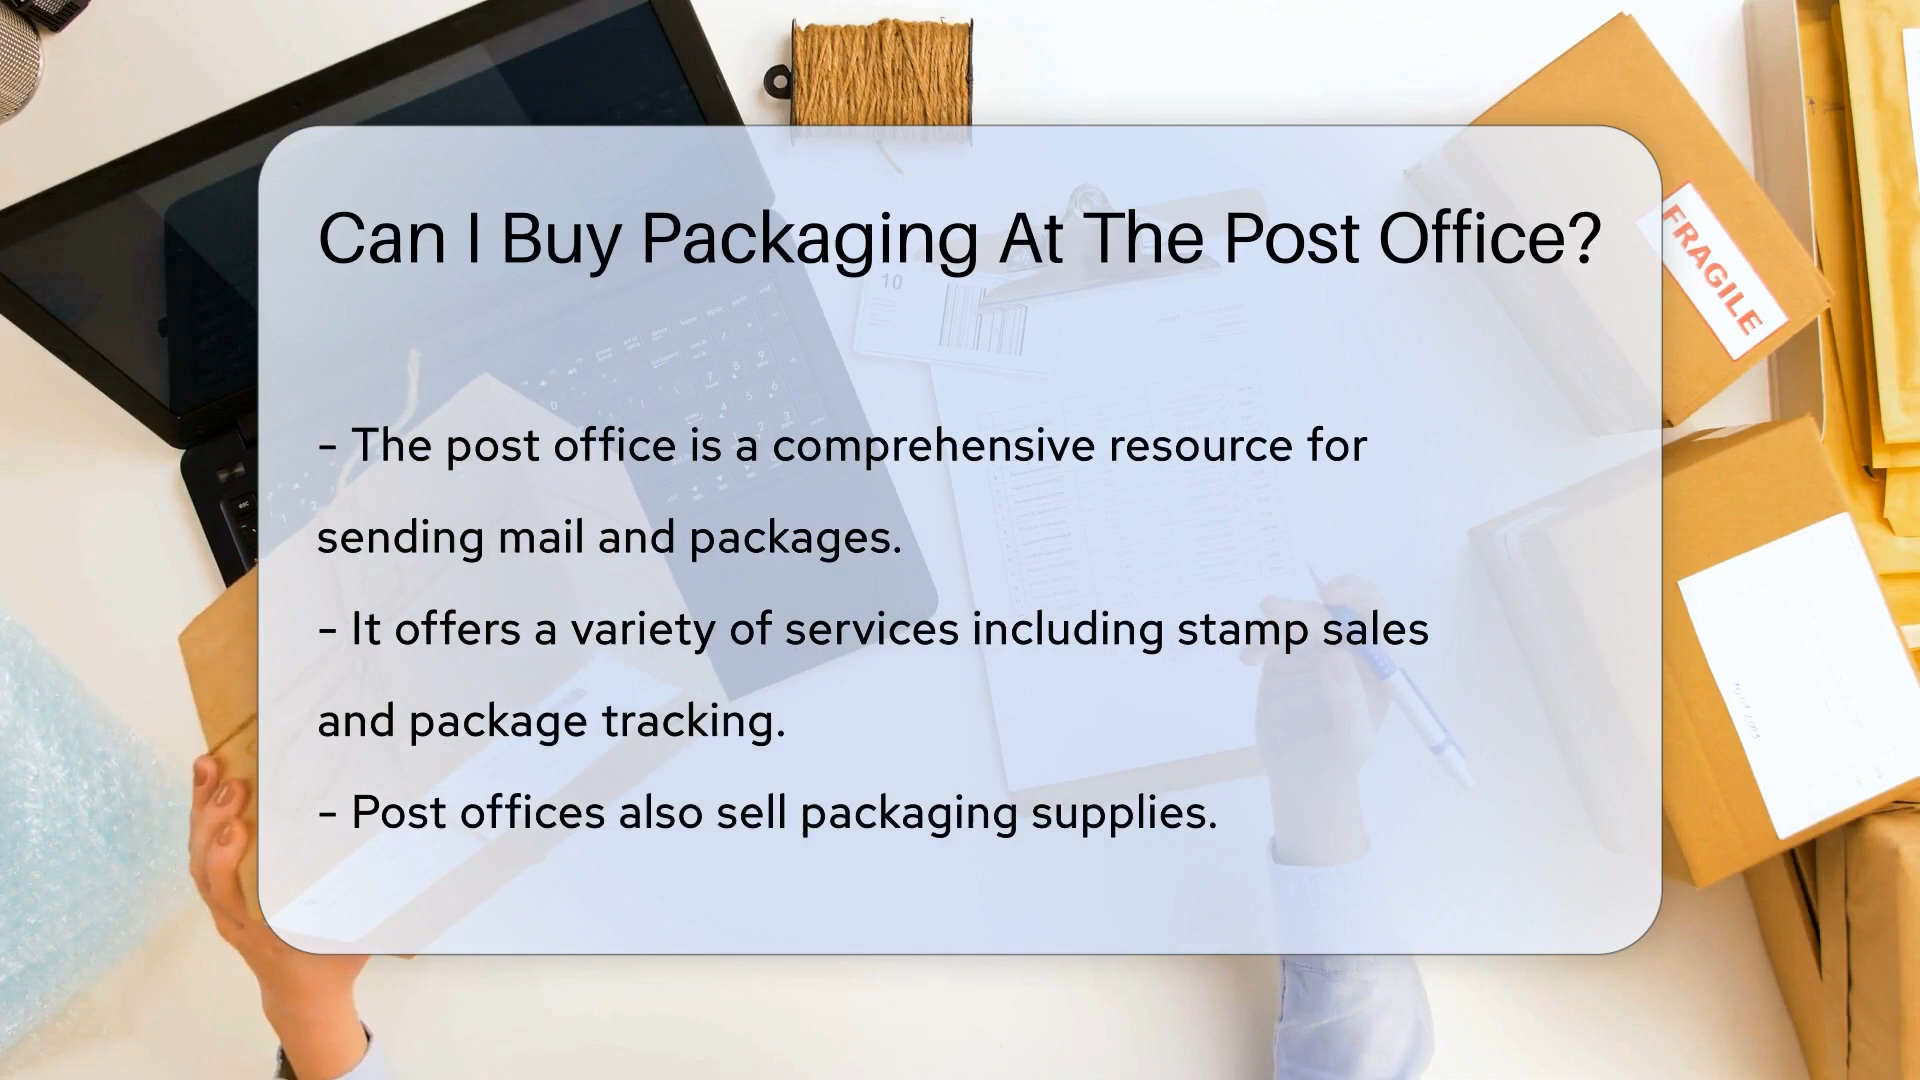 Can I Buy Packaging At The Post Office?
FRAGILE
10
- The post office is a comprehensive resource for
sending mail and packages.
- It offers a variety of services including stamp sales
and package tracking.
- Post offices also sell packaging supplies.